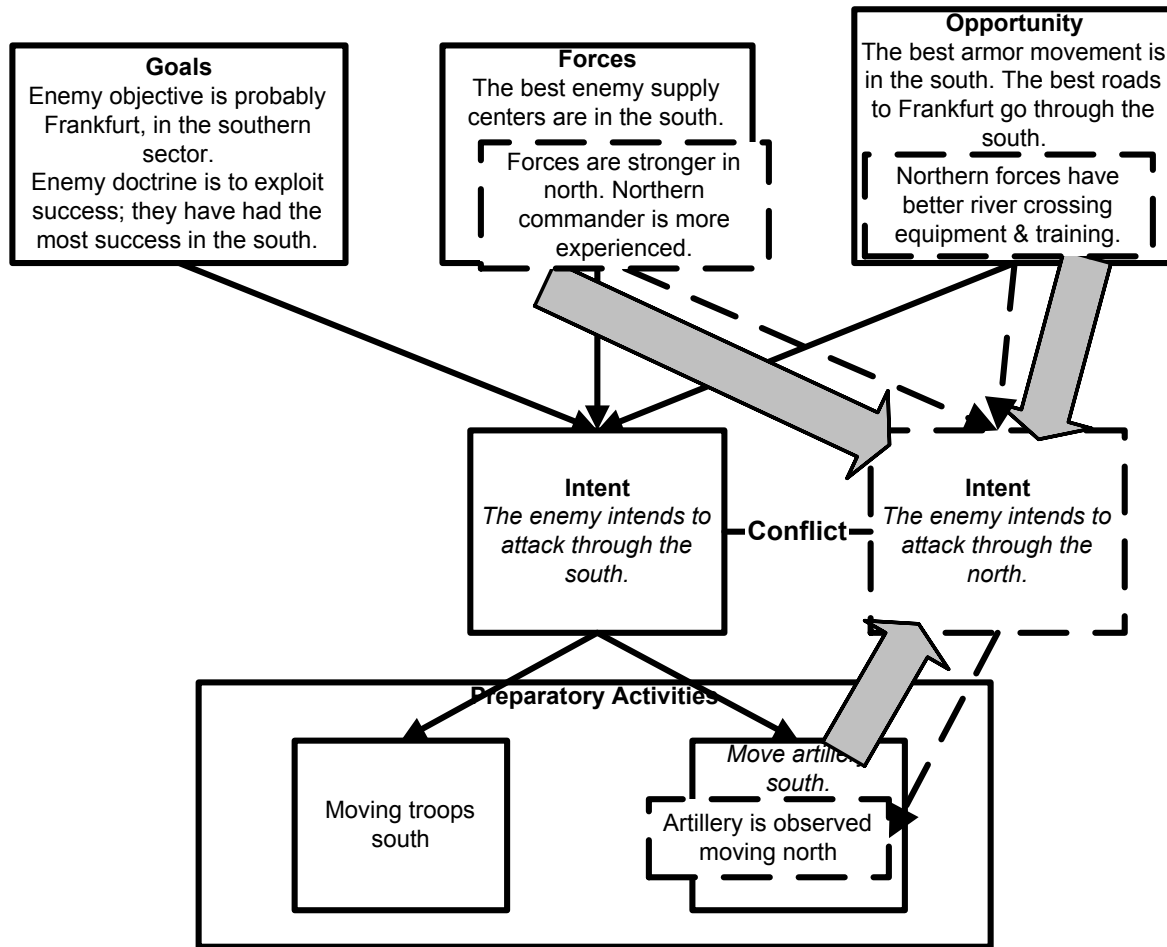 Goals
Enemy objective is probably
Frankfurt, in the southern
sector.
Enemy doctrine is to exploit
success; they have had the
most success in the south.
Forces
The best enemy supply
centers are in the south.
Forces are stronger in
north. Northern
commander is more
experienced.
Opportunity
The best armor movement is
in the south. The best roads
to Frankfurt go through the
south.
Northern forces have
better river crossing
equipment & training.
Intent
The enemy intends to
attack through the
south.
Conflict
Intent
The enemy intends to
attack through the
north.
Preparatory Activities
Moving troops
south
Move artillery
south.
Artillery is observed
moving north